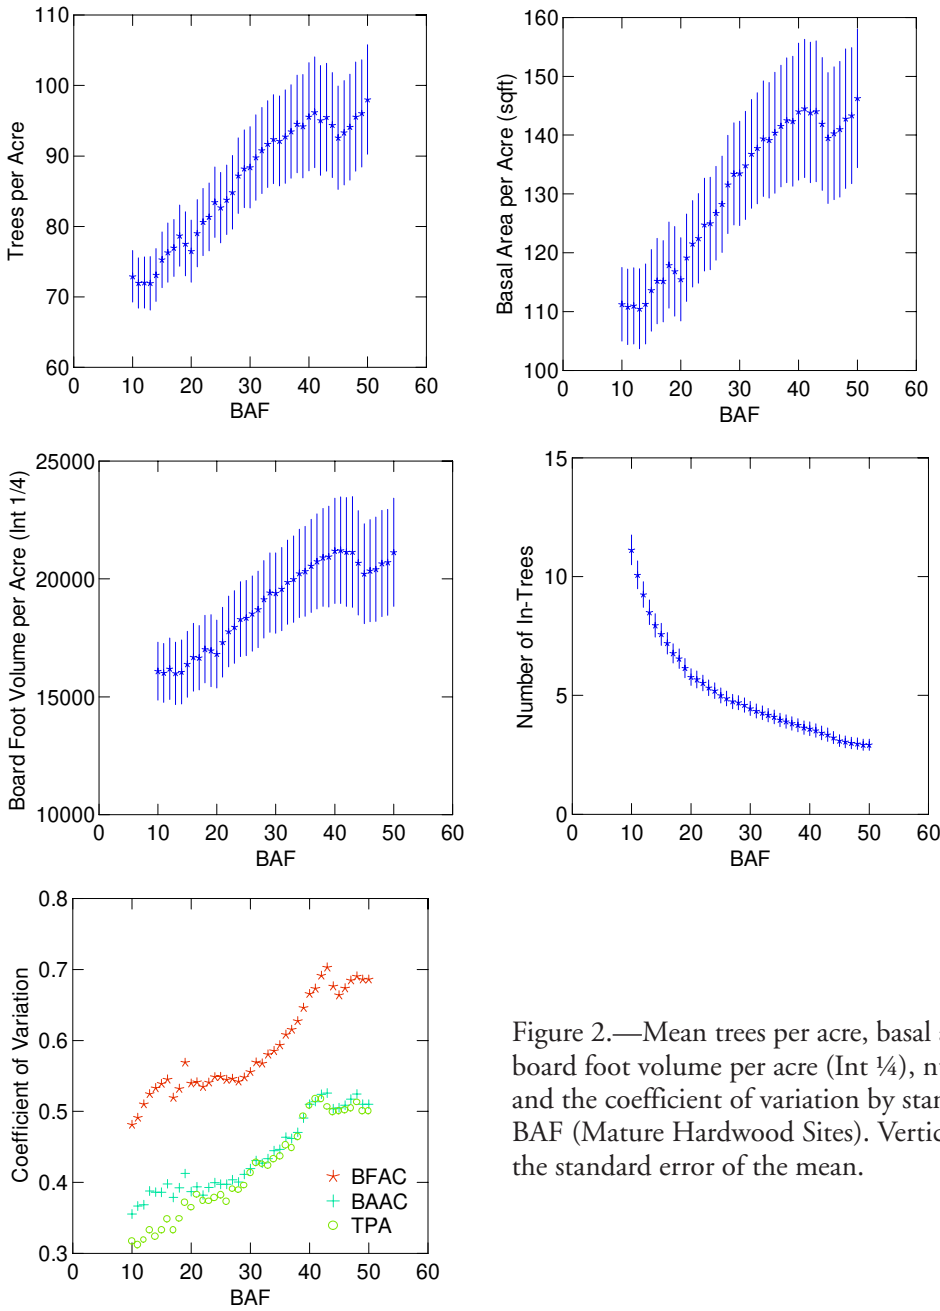 110
100
90
80
70
60
0 10 20 30 40 50 60
BAF
Trees per Acre
160
150
140
130
120
110
100
0 10 20 30 40 50 60
BAF
Basal Area per Acre (sqft)
25000
20000
15000
10000
0 10 20 30 40 50 60
BAF
Board Foot Volume per Acre (Int 1/4)
15
10
5
0
0 10 20 30 40 50 60
BAF
Number of In-Trees
0.8
0.7
0.6
0.5
0.4
0.3
0 10 20 30 40 50 60
BAF
Coefficient of Variation
BFAC
BAAC
TPA
Figure 2.—Mean trees per acre, basal
board foot volume per acre (Int ¼),
and the coefficient of variation by
BAF (Mature Hardwood Sites).
the standard error of the mean.